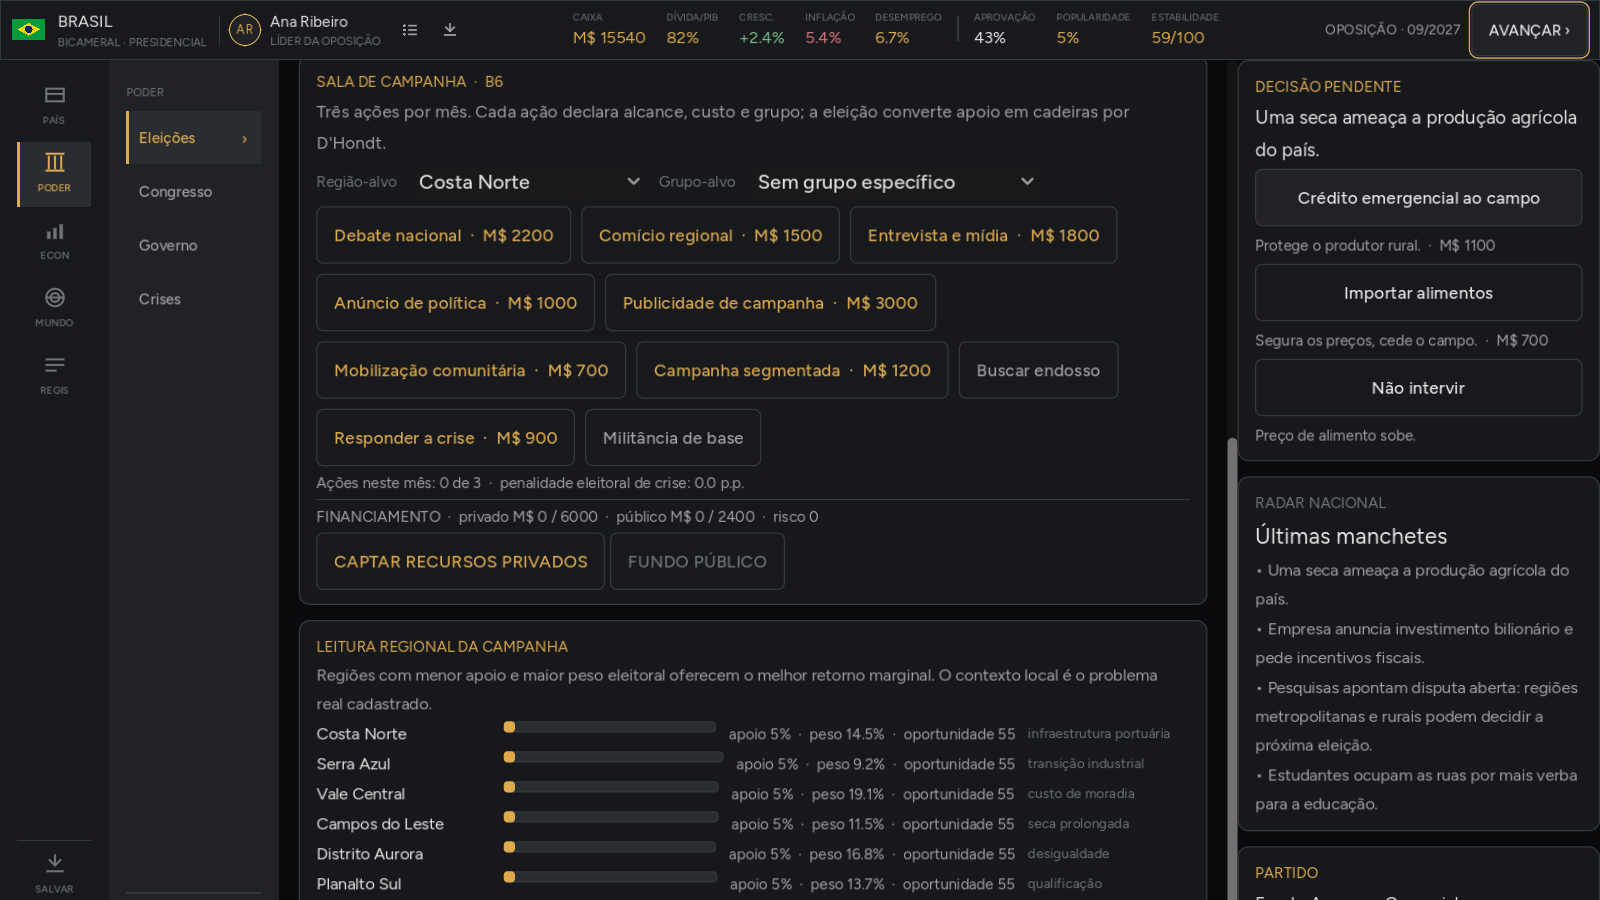 BRASIL
BICAMERAL · PRESIDENCIAL
AR
Ana Ribeiro
LÍDER DA OPOSIÇÃO
CAIXA
M$ 15540
DÍVIDA/PIB
82%
CRESC.
+2.4%
INFLAÇÃO
5.4%
DESEMPREGO
6.7%
APROVAÇÃO
43%
POPULARIDADE
5%
ESTABILIDADE
59/100
OPOSIÇÃO · 09/2027
AVANÇAR ›
PAÍS
PODER
ECON
MUNDO
REGIS
SALVAR
PODER
Eleições ›
Congresso
Governo
Crises
SALA DE CAMPANHA · B6
Três ações por mês. Cada ação declara alcance, custo e grupo; a eleição converte apoio em cadeiras por
D'Hondt.
Região-alvo Costa Norte Grupo-alvo Sem grupo específico
Debate nacional · M$ 2200
Comício regional · M$ 1500
Entrevista e mídia · M$ 1800
Anúncio de política · M$ 1000
Publicidade de campanha · M$ 3000
Mobilização comunitária · M$ 700
Campanha segmentada · M$ 1200
Buscar endosso
Responder a crise · M$ 900
Militância de base
Ações neste mês: 0 de 3 · penalidade eleitoral de crise: 0.0 p.p.
FINANCIAMENTO · privado M$ 0 / 6000 · público M$ 0 / 2400 · risco 0
CAPTAR RECURSOS PRIVADOS
FUNDO PÚBLICO
LEITURA REGIONAL DA CAMPANHA
Regiões com menor apoio e maior peso eleitoral oferecem o melhor retorno marginal. O contexto local é o problema
real cadastrado.
Costa Norte apoio 5% · peso 14.5% · oportunidade 55 infraestrutura portuária
Serra Azul apoio 5% · peso 9.2% · oportunidade 55 transição industrial
Vale Central apoio 5% · peso 19.1% · oportunidade 55 custo de moradia
Campos do Leste apoio 5% · peso 11.5% · oportunidade 55 seca prolongada
Distrito Aurora apoio 5% · peso 16.8% · oportunidade 55 desigualdade
Planalto Sul apoio 5% · peso 13.7% · oportunidade 55 qualificação
DECISÃO PENDENTE
Uma seca ameaça a produção agrícola
do país.
Crédito emergencial ao campo
Protege o produtor rural. · M$ 1100
Importar alimentos
Segura os preços, cede o campo. · M$ 700
Não intervir
Preço de alimento sobe.
RADAR NACIONAL
Últimas manchetes
• Uma seca ameaça a produção agrícola do
país.
• Empresa anuncia investimento bilionário e
pede incentivos fiscais.
• Pesquisas apontam disputa aberta: regiões
metropolitanas e rurais podem decidir a
próxima eleição.
• Estudantes ocupam as ruas por mais verba
para a educação.
PARTIDO